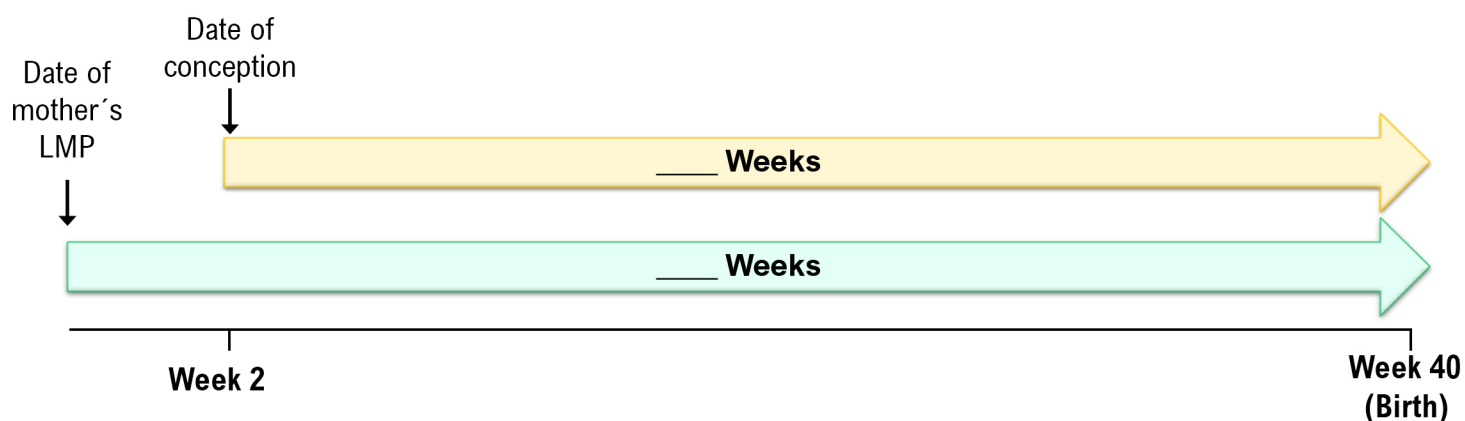 Date of
conception
Date of
mother´s
LMP
____ Weeks
____ Weeks
Week 2
Week 40
(Birth)